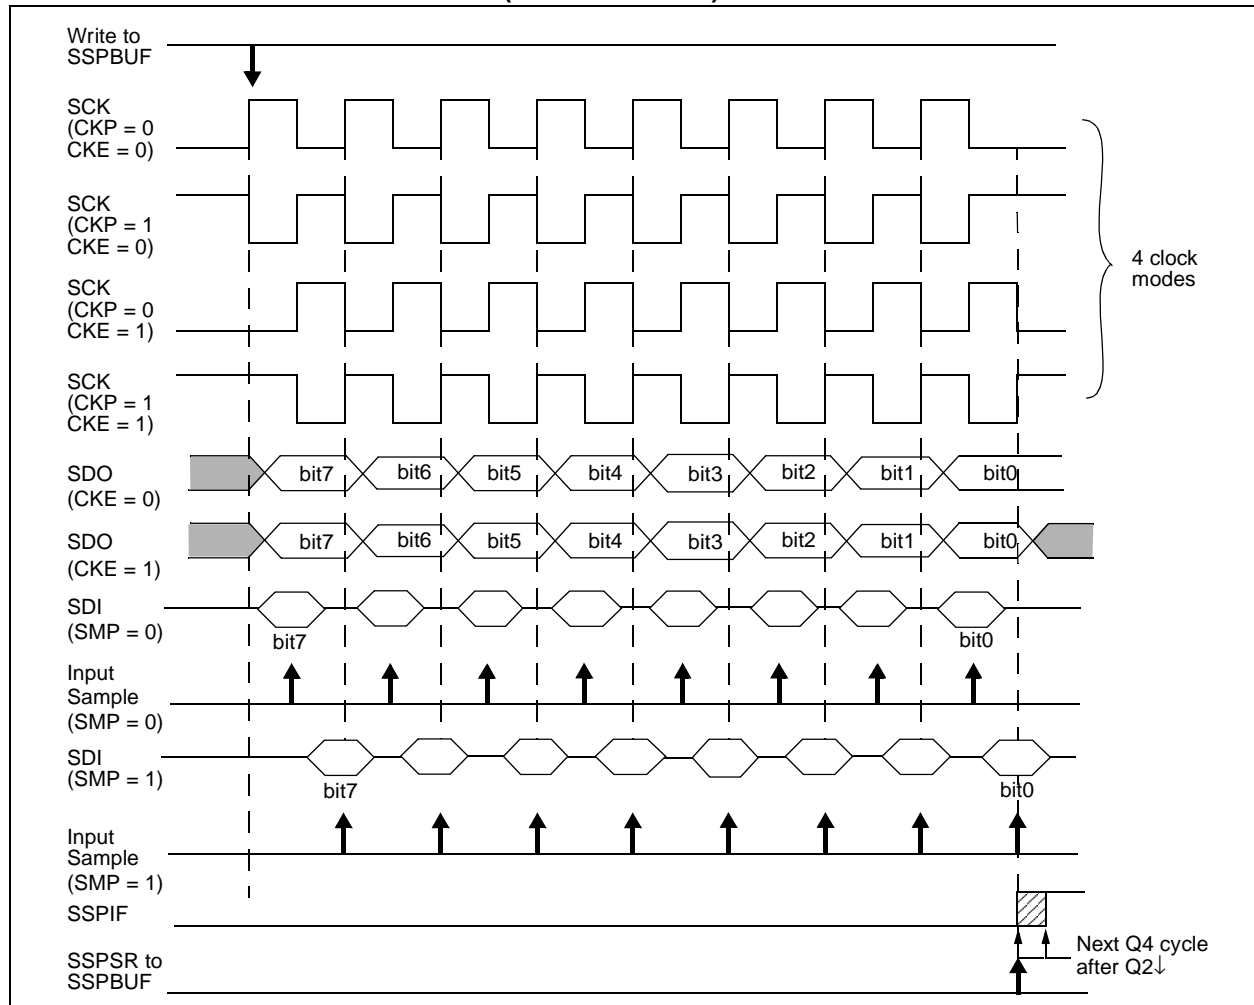 Write to
SSPBUF
SCK
(CKP = 0
CKE = 0)
SCK
(CKP = 1
CKE = 0)
SCK
(CKP = 0
CKE = 1)
SCK
(CKP = 1
CKE = 1)
4 clock
modes
SDO
(CKE = 0)
bit7 bit6 bit5 bit4 bit3 bit2 bit1 bit0
SDO
(CKE = 1)
bit7 bit6 bit5 bit4 bit3 bit2 bit1 bit0
SDI
(SMP = 0)
bit7 bit0
Input
Sample
(SMP = 0)
SDI
(SMP = 1)
bit7 bit0
Input
Sample
(SMP = 1)
SSPIF
Next Q4 cycle
after Q2↓
SSPSR to
SSPBUF